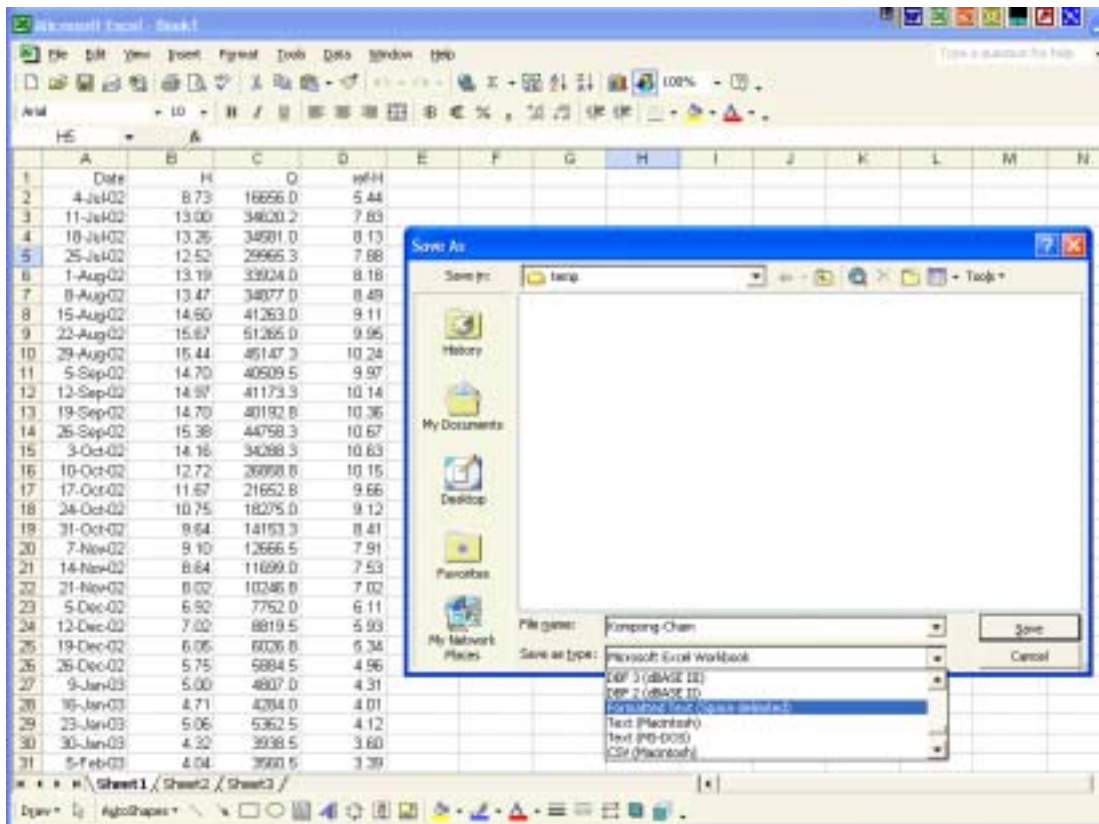 Microsoft Excel - Book1
File Edit View Insert Format Tools Data Window Help
Type a question for help
100%
Arial 10 B I U
H5
A B C D E F G H I J K L M N
1 Date H Q ref-H
2 4-Jul-02 8.73 16656.0 5.44
3 11-Jul-02 13.00 34620.2 7.83
4 18-Jul-02 13.26 34581.0 8.13
5 25-Jul-02 12.52 29965.3 7.88
6 1-Aug-02 13.19 33924.0 8.18
7 8-Aug-02 13.47 34877.0 8.49
8 15-Aug-02 14.60 41263.0 9.11
9 22-Aug-02 15.67 51265.0 9.95
10 29-Aug-02 15.44 45147.3 10.24
11 5-Sep-02 14.70 40509.5 9.97
12 12-Sep-02 14.97 41173.3 10.14
13 19-Sep-02 14.70 40192.8 10.36
14 26-Sep-02 15.38 44758.3 10.67
15 3-Oct-02 14.16 34288.3 10.63
16 10-Oct-02 12.72 26898.8 10.15
17 17-Oct-02 11.67 21652.8 9.66
18 24-Oct-02 10.75 18275.0 9.12
19 31-Oct-02 9.64 14153.3 8.41
20 7-Nov-02 9.10 12666.5 7.91
21 14-Nov-02 8.64 11699.0 7.53
22 21-Nov-02 8.02 10246.8 7.02
23 5-Dec-02 6.92 7752.0 6.11
24 12-Dec-02 7.02 8819.5 5.93
25 19-Dec-02 6.05 6026.8 5.34
26 26-Dec-02 5.75 5884.5 4.96
27 9-Jan-03 5.00 4807.0 4.31
28 16-Jan-03 4.71 4284.0 4.01
29 23-Jan-03 5.06 5362.5 4.12
30 30-Jan-03 4.32 3938.5 3.60
31 5-Feb-03 4.04 3560.5 3.39
Save As
Save in: temp Tools
History
My Documents
Desktop
Favorites
My Network Places
File name: Kompong Cham Save
Save as type: Microsoft Excel Workbook Cancel
DBF 3 (dBASE III)
DBF 2 (dBASE II)
Formatted Text (Space delimited)
Text (Macintosh)
Text (MS-DOS)
CSV (Macintosh)
Sheet1 Sheet2 Sheet3
Draw AutoShapes